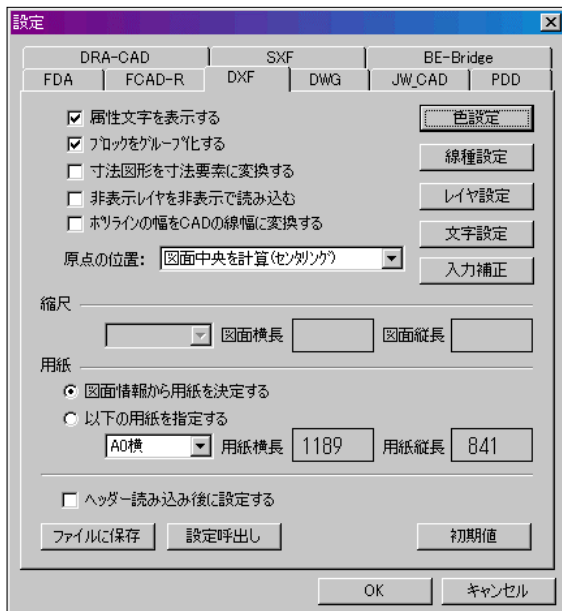 設定
DRA-CAD SXF BE-Bridge
FDA FCAD-R DXF DWG JW_CAD PDD
属性文字を表示する 色設定
ブロックをグループ化する
寸法図形を寸法要素に変換する 線種設定
非表示レイヤを非表示で読み込む レイヤ設定
ポリラインの幅をCADの線幅に変換する
文字設定
原点の位置: 図面中央を計算(センタリング) 入力補正
縮尺
図面横長 図面縦長
用紙
図面情報から用紙を決定する
以下の用紙を指定する
A0横 用紙横長 1189 用紙縦長 841
ヘッダー読み込み後に設定する
ファイルに保存 設定呼出し 初期値
OK キャンセル